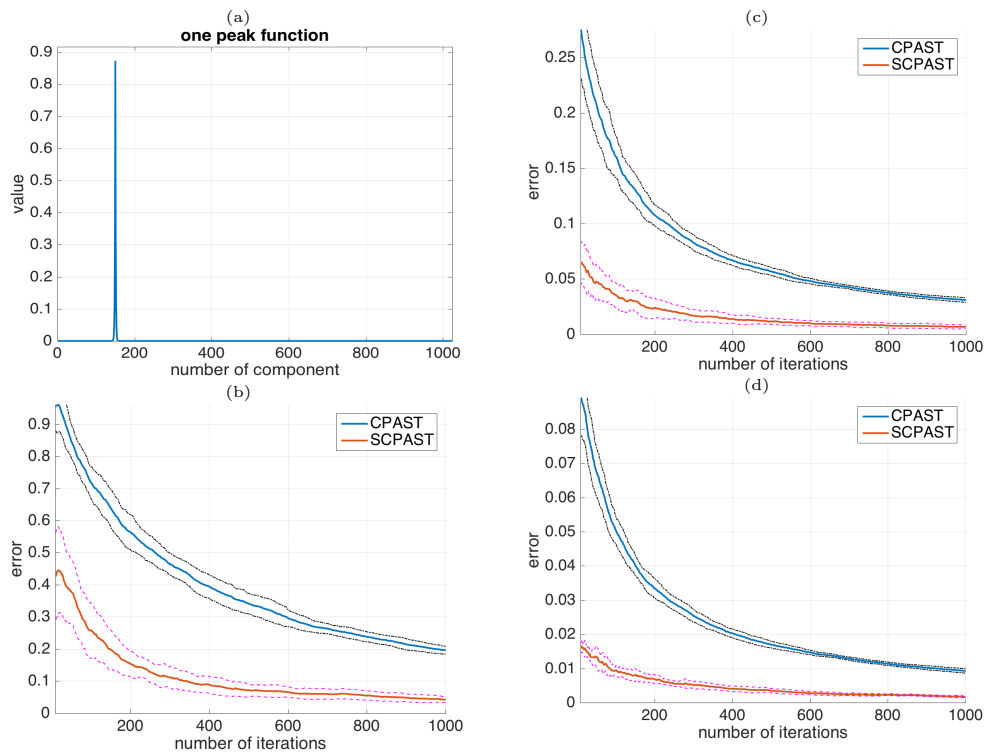 (a)
one peak function
value
0.9
0.8
0.7
0.6
0.5
0.4
0.3
0.2
0.1
0
0 200 400 600 800 1000
number of component
(b)
CPAST
SCPAST
error
0.9
0.8
0.7
0.6
0.5
0.4
0.3
0.2
0.1
0
200 400 600 800 1000
number of iterations
(c)
CPAST
SCPAST
error
0.25
0.2
0.15
0.1
0.05
0
200 400 600 800 1000
number of iterations
(d)
CPAST
SCPAST
error
0.08
0.07
0.06
0.05
0.04
0.03
0.02
0.01
0
200 400 600 800 1000
number of iterations